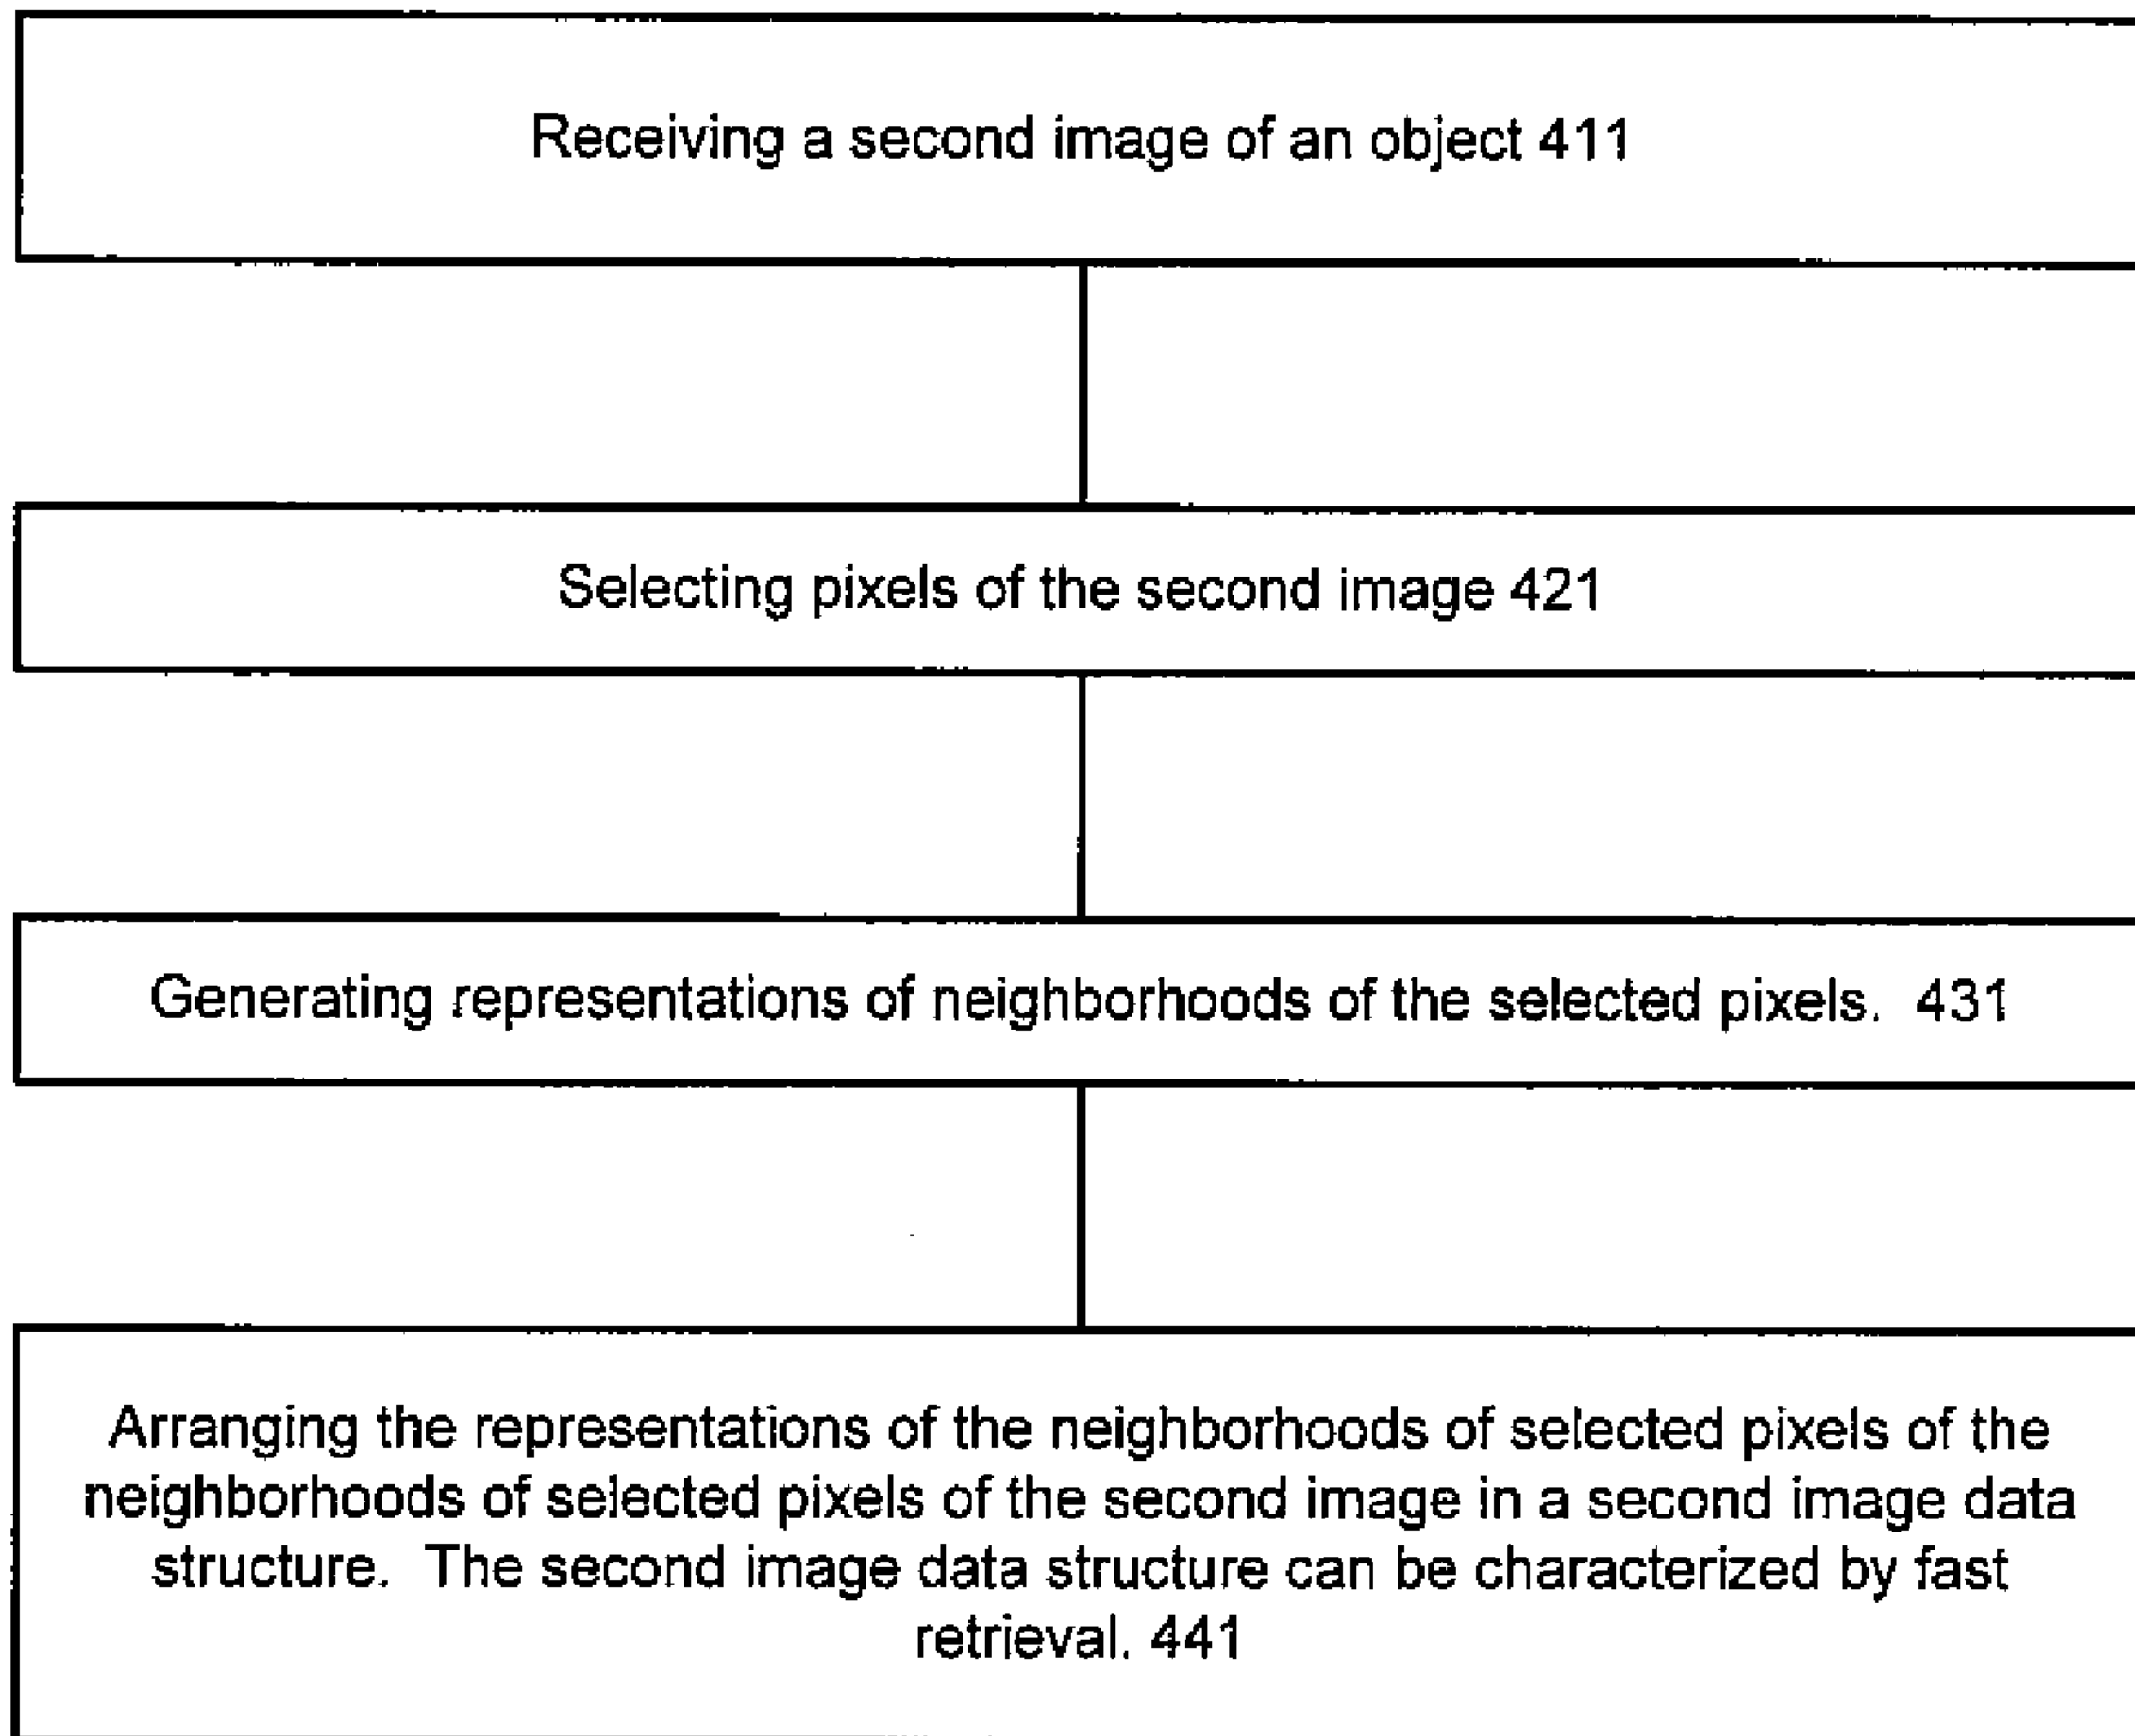 Receiving a second image of an object 411
Selecting pixels of the second image 421
Generating representations of neighborhoods of the selected pixels. 431
Arranging the representations of the neighborhoods of selected pixels of the
neighborhoods of selected pixels of the second image in a second image data
structure. The second image data structure can be characterized by fast
retrieval. 441